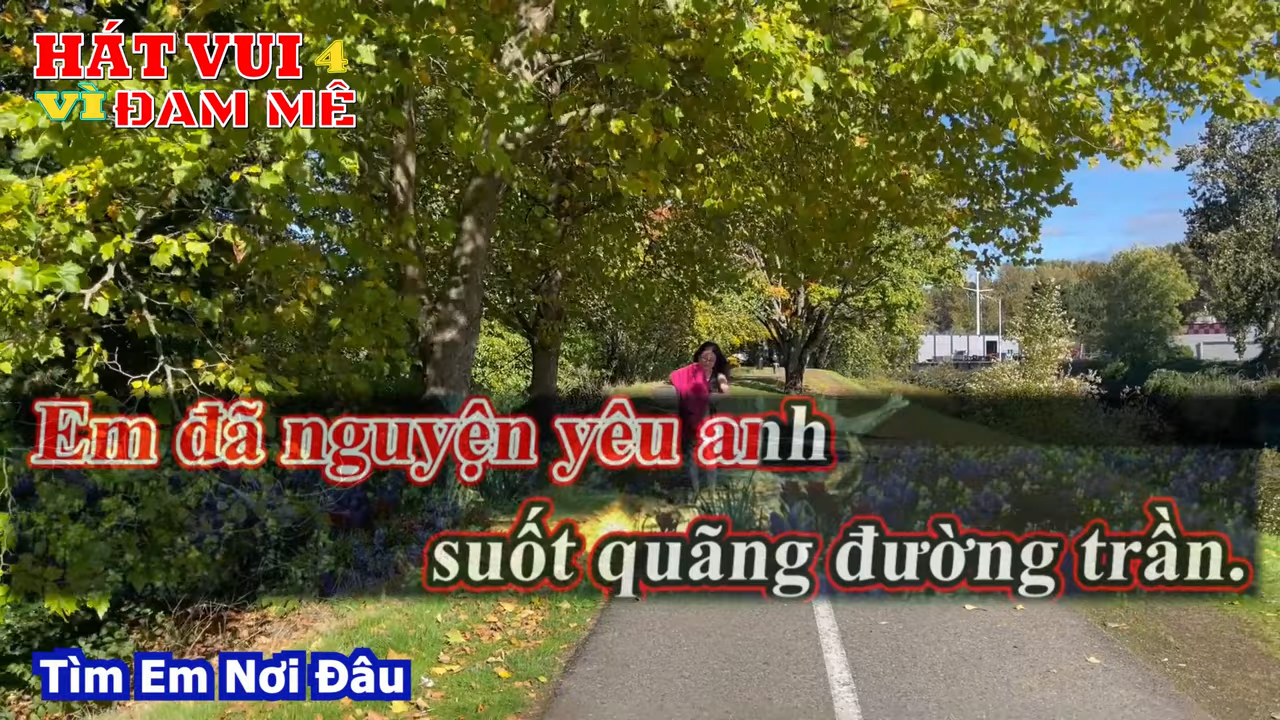 HÁT VUI 4
VÌ ĐAM MÊ
Em đã nguyện yêu anh
suốt quãng đường trần.
Tìm Em Nơi Đâu